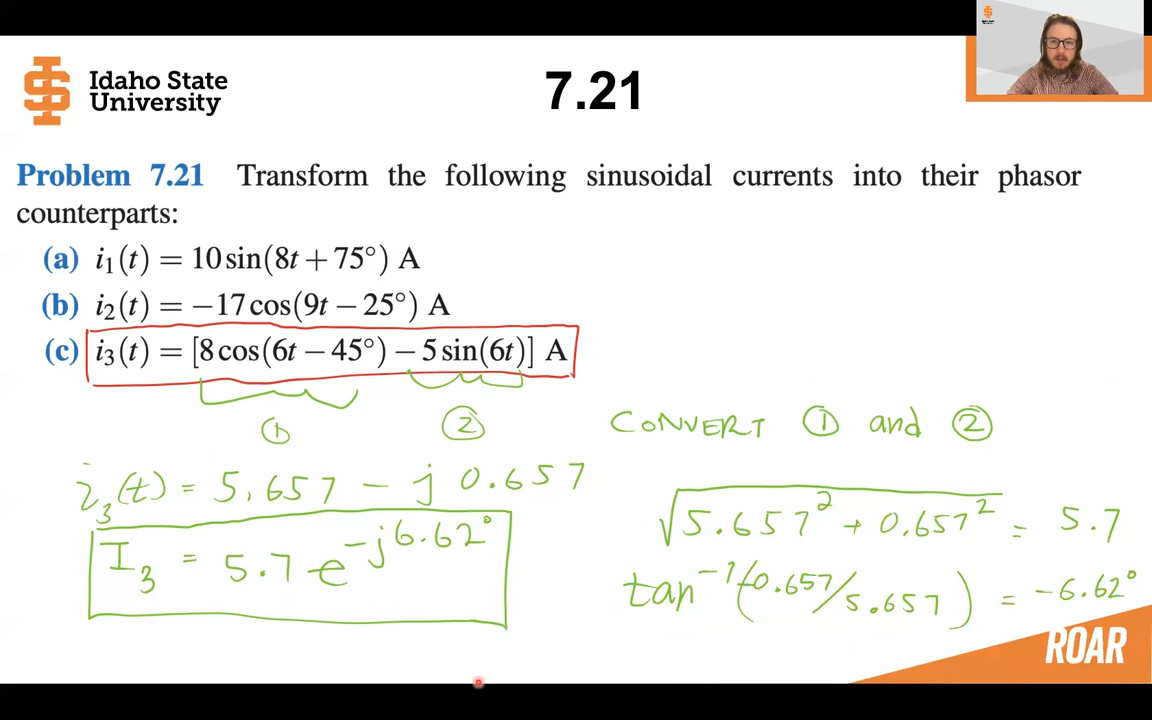 Idaho State
University
7.21
Problem 7.21 Transform the following sinusoidal currents into their phasor
counterparts:
(a) i₁(t) = 10 sin(8t + 75°) A
(b) i₂(t) = −17 cos(9t − 25°) A
(c) i₃(t) = [8 cos(6t − 45°) − 5 sin(6t)] A
① ②
CONVERT ① and ②
i₃(t) = 5.657 − j 0.657
√(5.657² + 0.657²) = 5.7
I₃ = 5.7 e^(−j6.62°)
tan⁻¹(−0.657/5.657) = −6.62°
ROAR